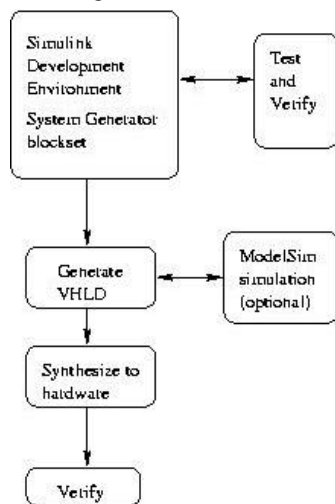 Simulink
Development
Environment
System Generator
blockset
Test
and
Verify
Generate
VHLD
ModelSim
simulation
(optional)
Synthesize to
hardware
Verify